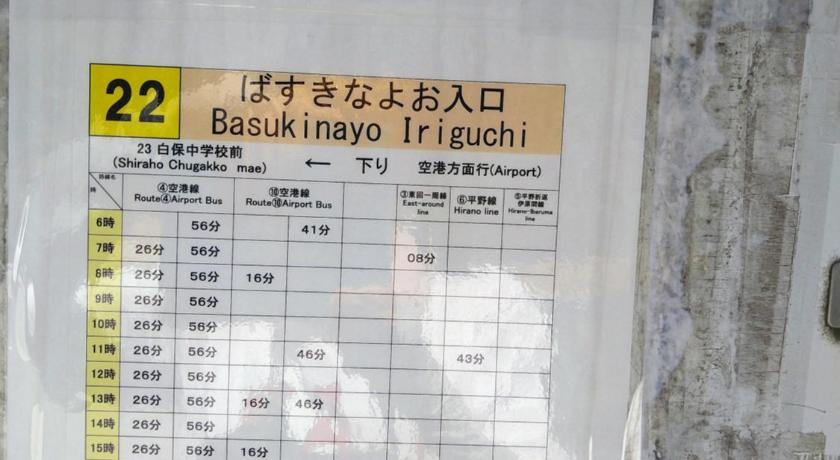 22
ばすきなよお入口
Basukinayo Iriguchi
23 白保中学校前
(Shiraho Chugakko mae)
← 下り 空港方面行(Airport)
路線名
時
④空港線
Route④Airport Bus
⑩空港線
Route⑩Airport Bus
③東回一周線
East-around
line
⑥平野線
Hirano line
⑤平野折返
伊原間線
Hirano-Ibaruma
line
6時 56分 41分
7時 26分 56分 08分
8時 26分 56分 16分
9時 26分 56分
10時 26分 56分
11時 26分 56分 46分 43分
12時 26分 56分
13時 26分 56分 16分 46分
14時 26分 56分
15時 26分 56分 16分